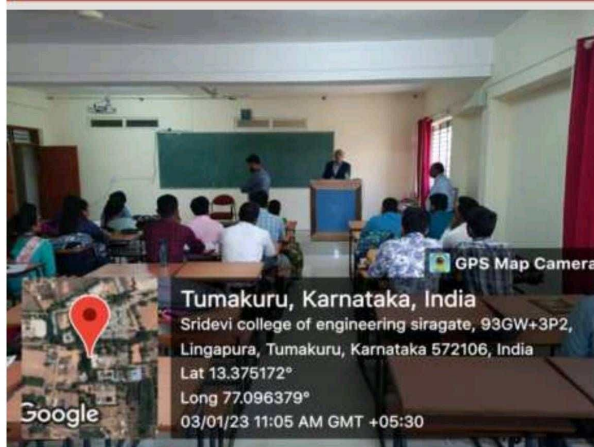 GPS Map Camera
Tumakuru, Karnataka, India
Sridevi college of engineering siragate, 93GW+3P2,
Lingapura, Tumakuru, Karnataka 572106, India
Lat 13.375172°
Long 77.096379°
03/01/23 11:05 AM GMT +05:30
Google